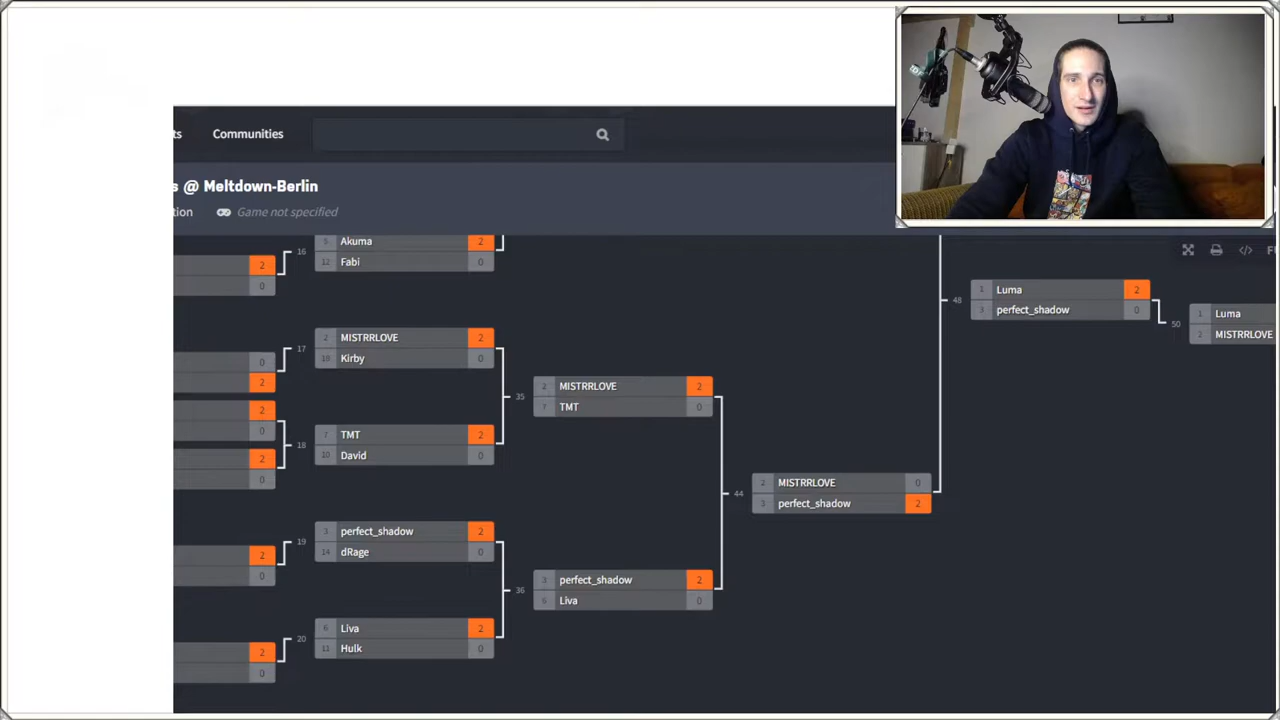 ts Communities
s @ Meltdown-Berlin
tion Game not specified
2
0
16
5 Akuma 2
12 Fabi 0
0
2
17
2 MISTRRLOVE 2
Kirby 0
2
0
2
0
18
7 TMT 2
10 David 0
35
2 MISTRRLOVE 2
7 TMT 0
2
0
19
3 perfect_shadow 2
14 dRage 0
2
0
20
6 Liva 2
11 Hulk 0
36
3 perfect_shadow 2
6 Liva 0
44
2 MISTRRLOVE 0
3 perfect_shadow 2
48
1 Luma 2
3 perfect_shadow 0
50
1 Luma
2 MISTRRLOVE